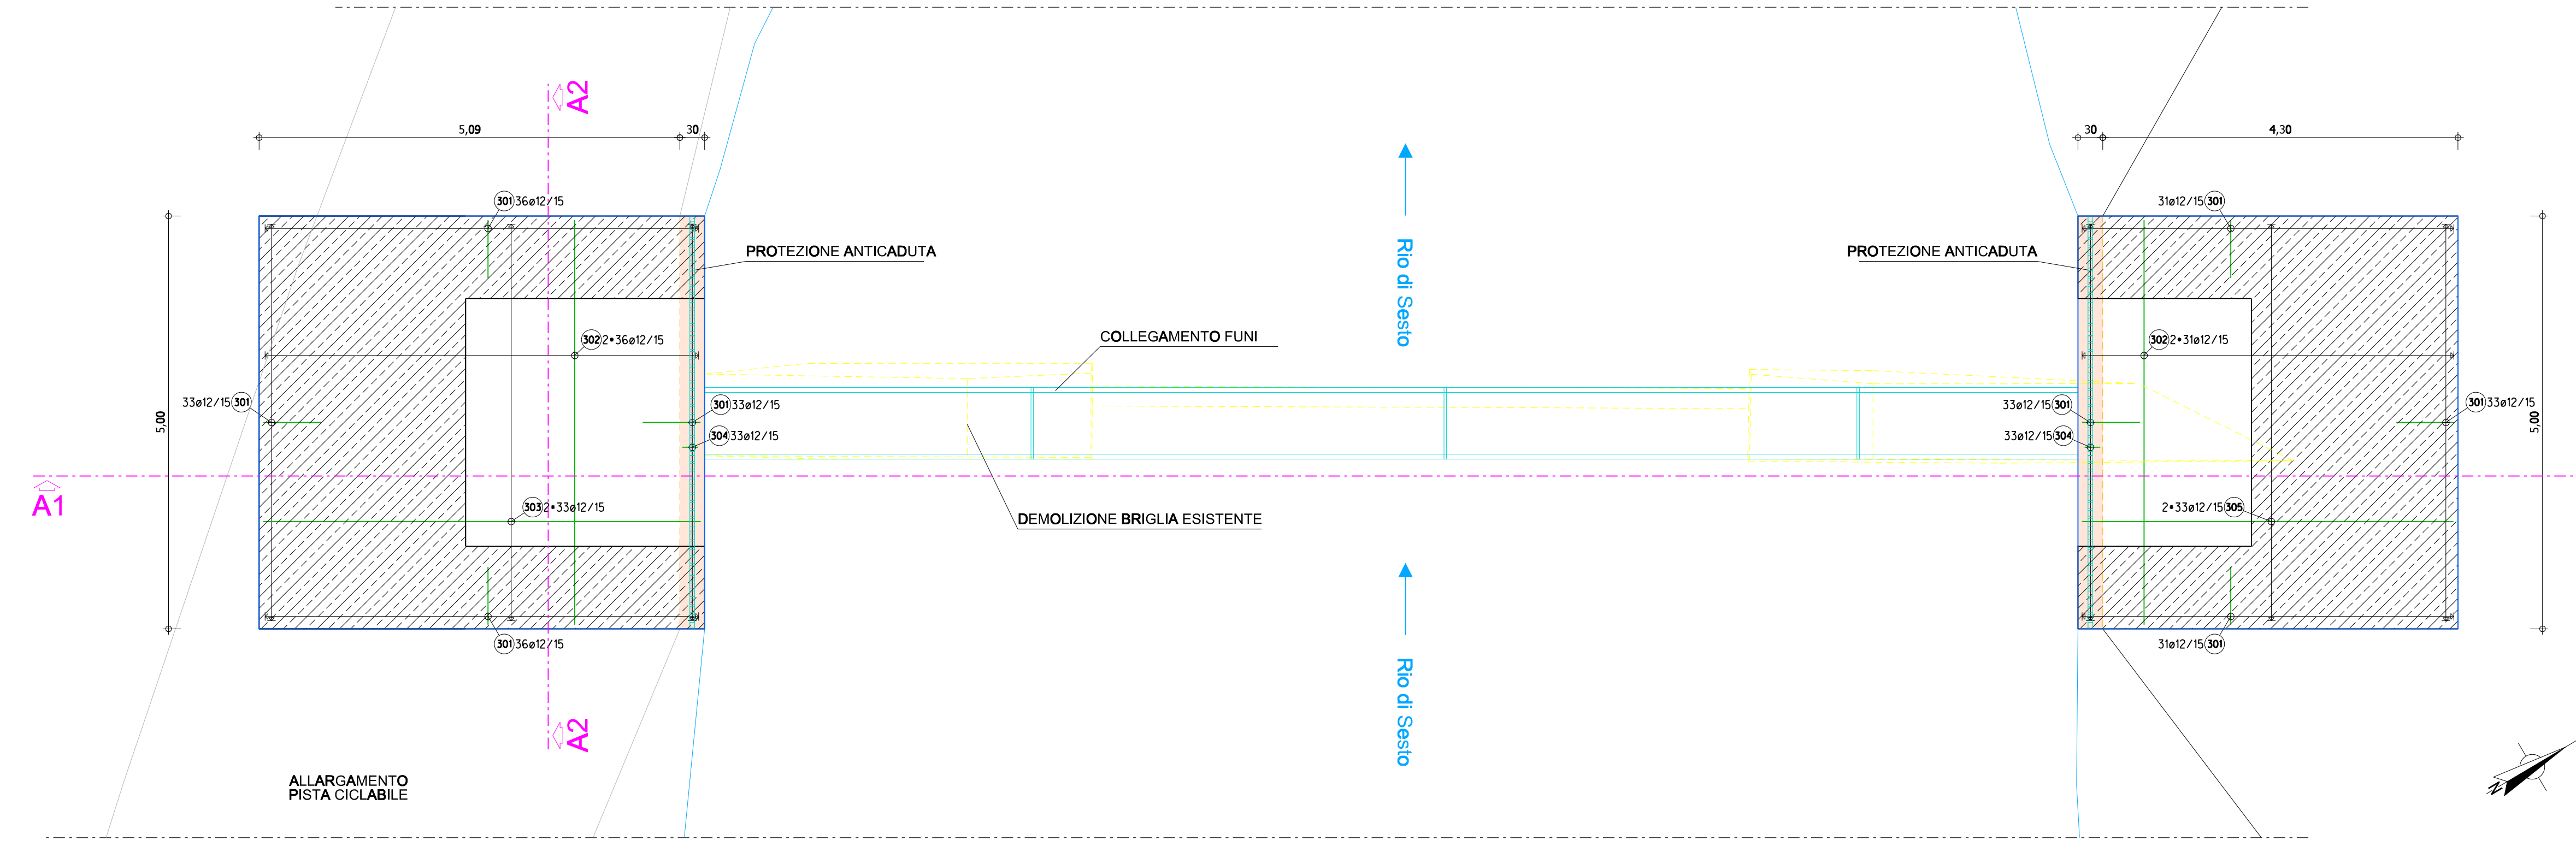 A2
5,09
30
30
4,30
301 36ø12/15
31ø12/15 301
PROTEZIONE ANTICADUTA
PROTEZIONE ANTICADUTA
Rio di Sesto
COLLEGAMENTO FUNI
302 2•36ø12/15
302 2•31ø12/15
33ø12/15 301
301 33ø12/15
33ø12/15 301
301 33ø12/15
5,00
5,00
304 33ø12/15
33ø12/15 304
A1
303 2•33ø12/15
2•33ø12/15 305
DEMOLIZIONE BRIGLIA ESISTENTE
301 36ø12/15
31ø12/15 301
Rio di Sesto
A2
ALLARGAMENTO
PISTA CICLABILE
N